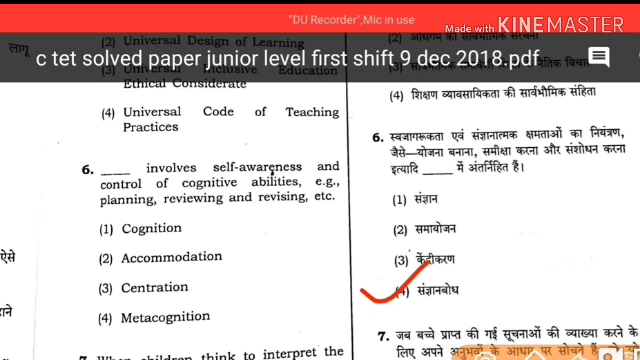 "DU Recorder",Mic in use
Made with KINEMASTER
c tet solved paper junior level first shift 9 dec 2018.pdf
लागू
(2) Universal Design of Learning
(3) Universal Inclusive Education
Ethical Considerate
(4) Universal Code of Teaching
Practices
6. ____ involves self-awareness and
control of cognitive abilities, e.g.,
planning, reviewing and revising, etc.
(1) Cognition
(2) Accommodation
(3) Centration
(4) Metacognition
7. When children think to interpret the
ऐसे
(4) शिक्षण व्यावसायिकता की सार्वभौमिक संहिता
6. स्वजागरूकता एवं संज्ञानात्मक क्षमताओं का नियंत्रण,
जैसे—योजना बनाना, समीक्षा करना और संशोधन करना
इत्यादि ____ में अंतर्निहित हैं।
(1) संज्ञान
(2) समायोजन
(3) केंद्रीकरण
(4) संज्ञानबोध
7. जब बच्चे प्राप्त की गई सूचनाओं की व्याख्या करने के
लिए अपने अनुभवों के आधार पर सोचते हैं